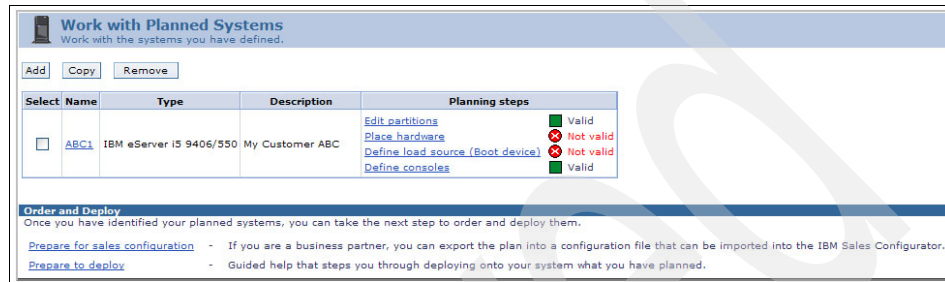 Work with Planned Systems
Work with the systems you have defined.
Add Copy Remove
Select Name Type Description Planning steps
Edit partitions Valid
Place hardware Not valid
ABC1 IBM eServer i5 9406/550 My Customer ABC
Define load source (Boot device) Not valid
Define consoles Valid
Order and Deploy
Once you have identified your planned systems, you can take the next step to order and deploy them.
Prepare for sales configuration - If you are a business partner, you can export the plan into a configuration file that can be imported into the IBM Sales Configurator.
Prepare to deploy - Guided help that steps you through deploying onto your system what you have planned.